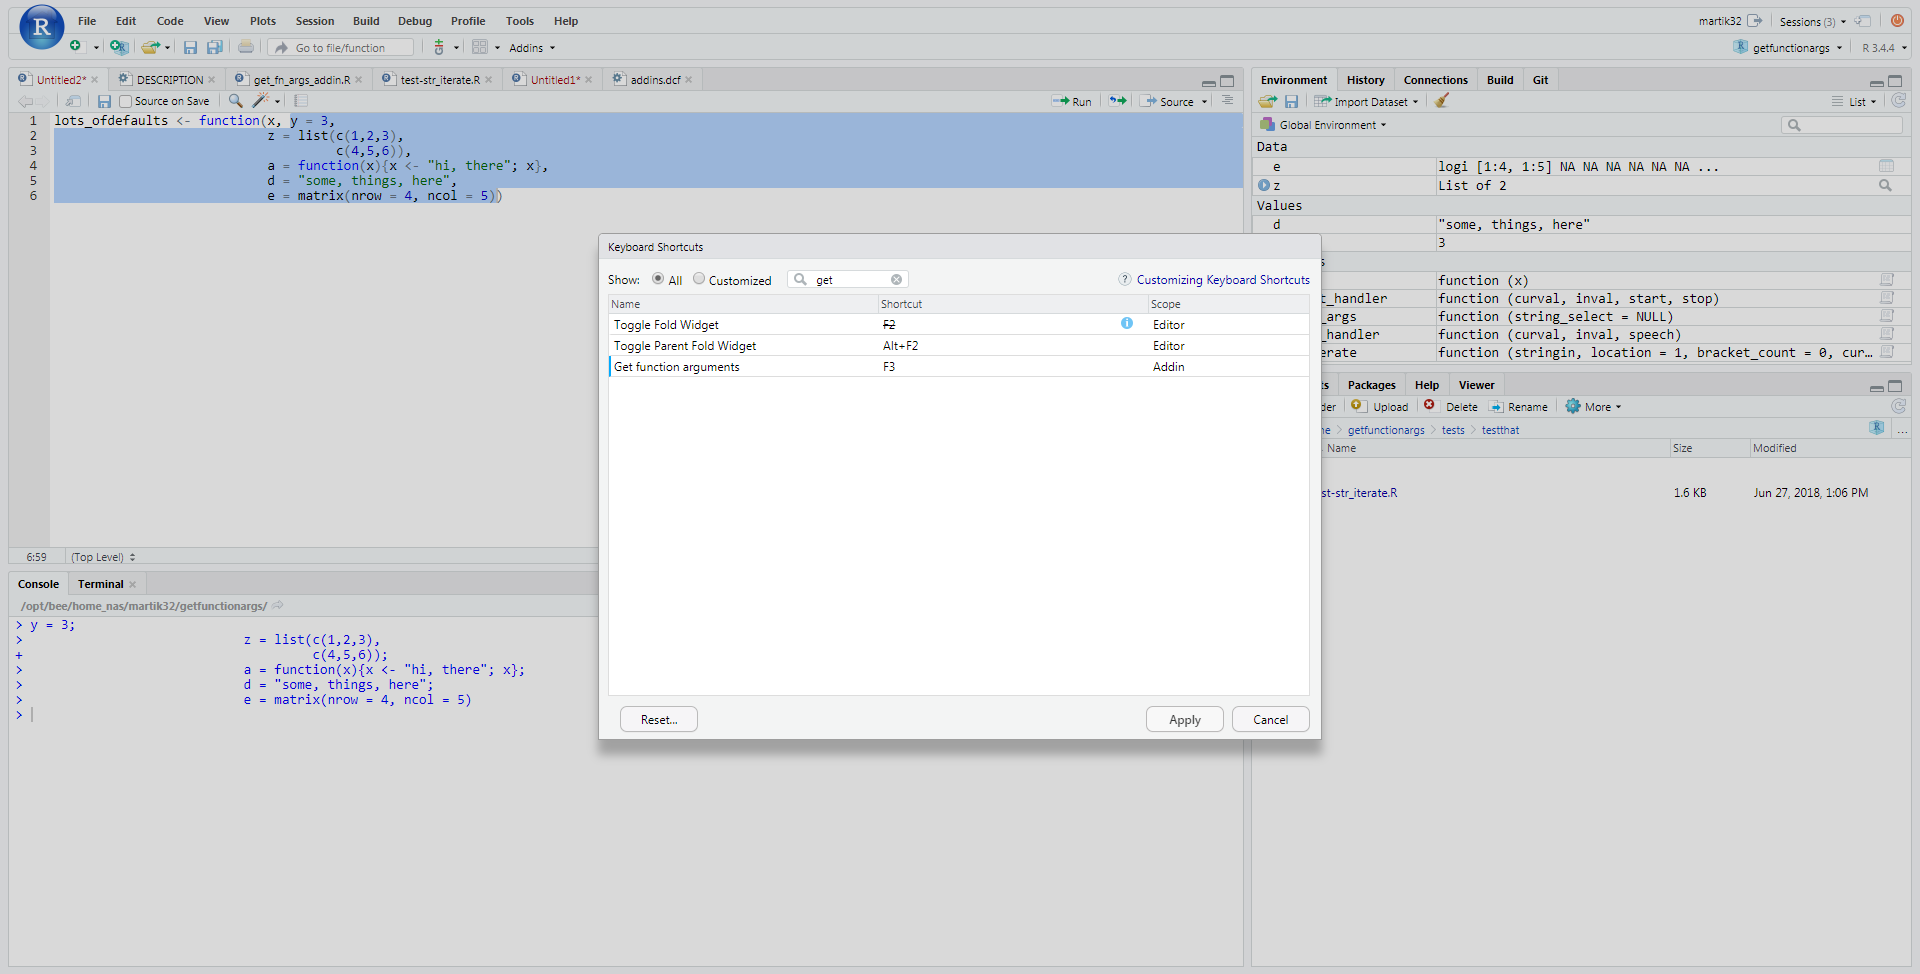 R
File Edit Code View Plots Session Build Debug Profile Tools Help
martik32 Sessions (3)
Go to file/function Addins
getfunctionargs R 3.4.4
Untitled2* DESCRIPTION get_fn_args_addin.R test-str_iterate.R Untitled1* addins.dcf
Source on Save Run Source
1 lots_ofdefaults <- function(x, y = 3,
2 z = list(c(1,2,3),
3 c(4,5,6)),
4 a = function(x){x <- "hi, there"; x},
5 d = "some, things, here",
6 e = matrix(nrow = 4, ncol = 5))
6:59 (Top Level)
Console Terminal
/opt/bee/home_nas/martik32/getfunctionargs/
> y = 3;
> z = list(c(1,2,3),
+ c(4,5,6));
> a = function(x){x <- "hi, there"; x};
> d = "some, things, here";
> e = matrix(nrow = 4, ncol = 5)
>
Keyboard Shortcuts
Show: All Customized get Customizing Keyboard Shortcuts
Name Shortcut Scope
Toggle Fold Widget F2 Editor
Toggle Parent Fold Widget Alt+F2 Editor
Get function arguments F3 Addin
Reset... Apply Cancel
Environment History Connections Build Git
Import Dataset List
Global Environment
Data
e logi [1:4, 1:5] NA NA NA NA NA NA ...
z List of 2
Values
d "some, things, here"
3
s
function (x)
t_handler function (curval, inval, start, stop)
_args function (string_select = NULL)
_handler function (curval, inval, speech)
erate function (stringin, location = 1, bracket_count = 0, cur...
ts Packages Help Viewer
der Upload Delete Rename More
me getfunctionargs tests testthat R ...
Name Size Modified
st-str_iterate.R 1.6 KB Jun 27, 2018, 1:06 PM